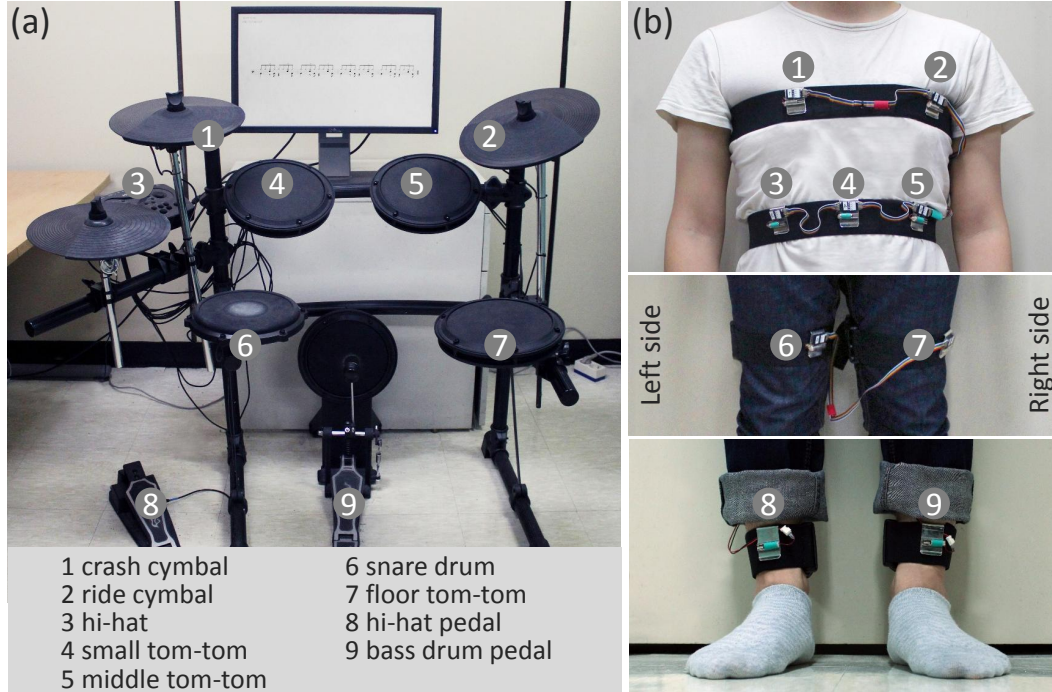 (a)
1
2
3
4
5
6
7
8
9
1 crash cymbal
2 ride cymbal
3 hi-hat
4 small tom-tom
5 middle tom-tom
6 snare drum
7 floor tom-tom
8 hi-hat pedal
9 bass drum pedal
(b)
1
2
3
4
5
Left side
6
7
Right side
8
9